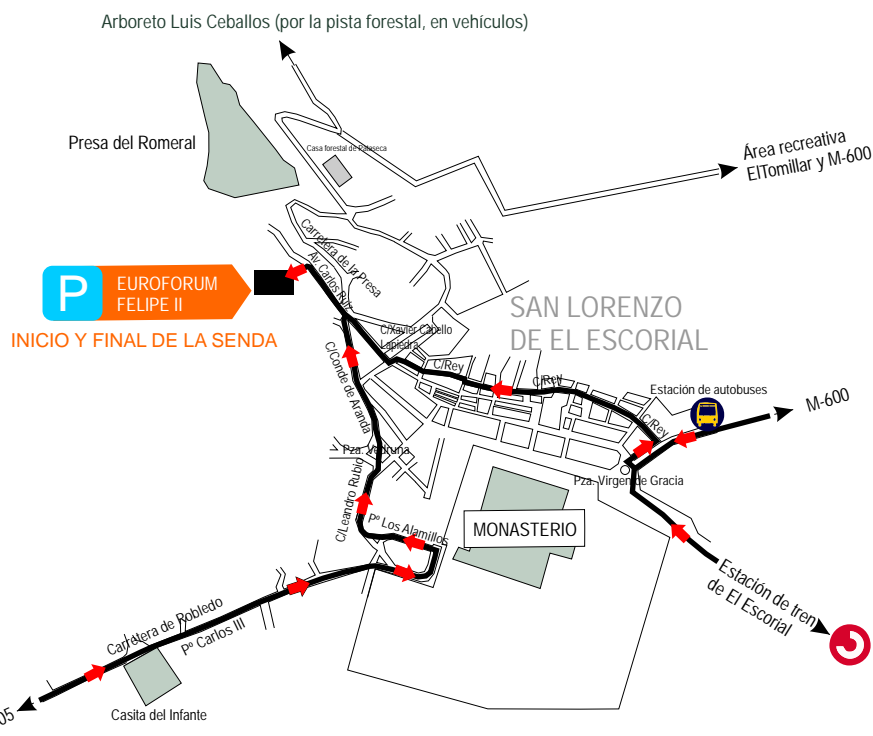 Arboreto Luis Ceballos (por la pista forestal, en vehículos)
Presa del Romeral
Casa forestal de Pataseca
Área recreativa
ElTomillar y M-600
Carretera de la Presa
Av. Carlos Ruiz
P
EUROFORUM
FELIPE II
INICIO Y FINAL DE LA SENDA
SAN LORENZO
DE EL ESCORIAL
C/Xavier Cabello
Lapiedra
C/Rey
C/Rey
C/Rey
Estación de autobuses
M-600
C/Conde de Aranda
Pza. Vedruna
Pza. Virgen de Gracia
C/Leandro Rubio
Pº Los Alamillos
MONASTERIO
Estación de tren
de El Escorial
Carretera de Robledo
Pº Carlos III
Casita del Infante
05